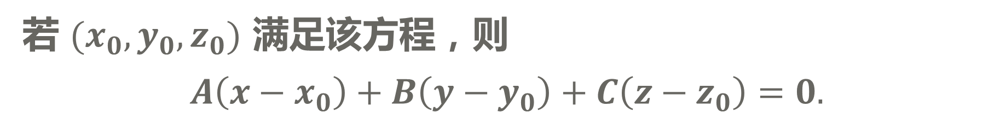 若 (x₀, y₀, z₀) 满足该方程，则
A(x − x₀) + B(y − y₀) + C(z − z₀) = 0.